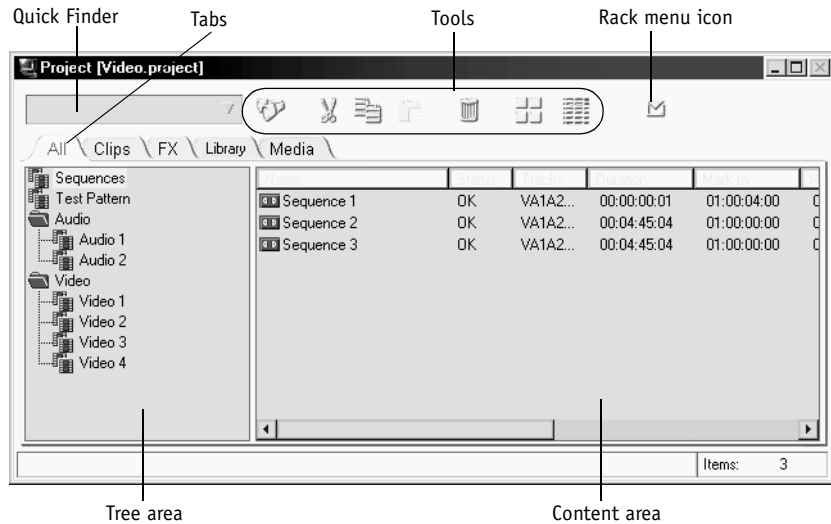 Quick Finder Tabs Tools Rack menu icon
Project [Video.project]
All Clips FX Library Media
Sequences
Test Pattern
Audio
Audio 1
Audio 2
Video
Video 1
Video 2
Video 3
Video 4
Name Status Tracks Duration Mark In M
Sequence 1 OK VA1A2... 00:00:00:01 01:00:04:00 0
Sequence 2 OK VA1A2... 00:04:45:04 01:00:00:00 0
Sequence 3 OK VA1A2... 00:04:45:04 01:00:00:00 0
Items: 3
Tree area Content area